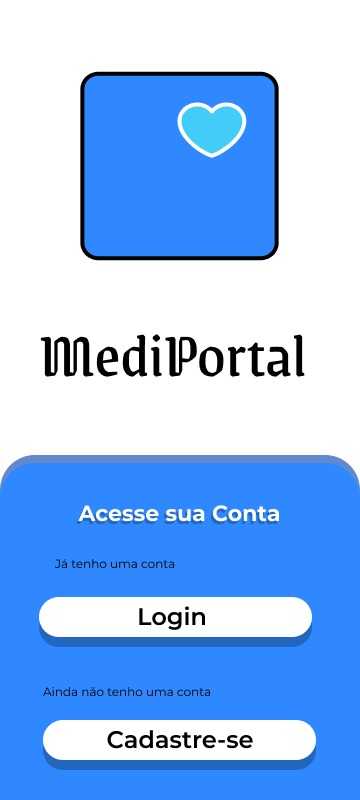 MediPortal
Acesse sua Conta
Já tenho uma conta
Login
Ainda não tenho uma conta
Cadastre-se